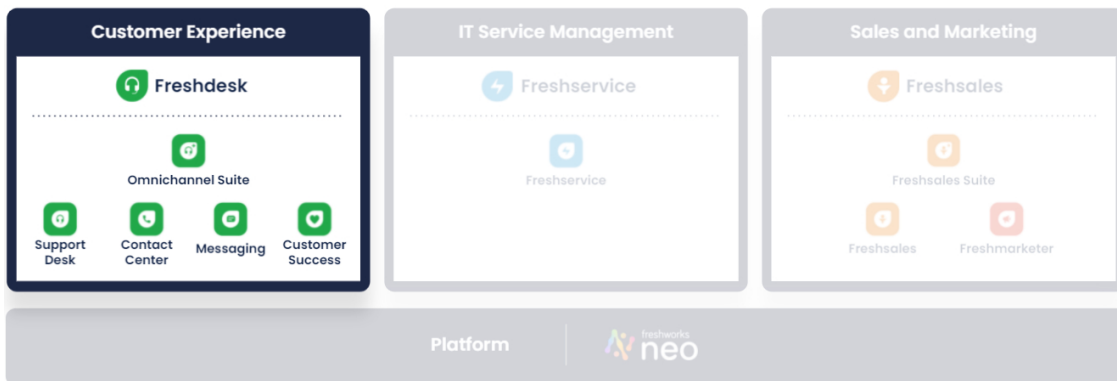 Customer Experience
Freshdesk
Omnichannel Suite
Support
Desk
Contact
Center
Messaging
Customer
Success
IT Service Management
Freshservice
Freshservice
Sales and Marketing
Freshsales
Freshsales Suite
Freshsales
Freshmarketer
Platform
freshworks
neo